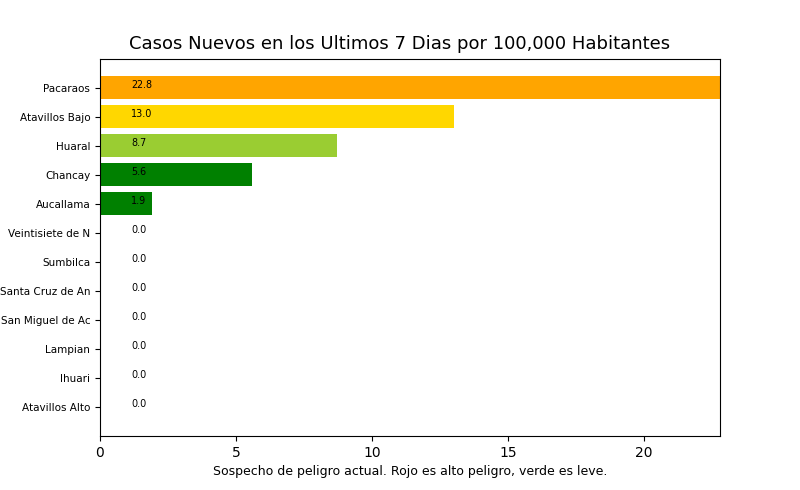 Casos Nuevos en los Ultimos 7 Dias por 100,000 Habitantes
Pacaraos 22.8
Atavillos Bajo 13.0
Huaral 8.7
Chancay 5.6
Aucallama 1.9
Veintisiete de N 0.0
Sumbilca 0.0
Santa Cruz de An 0.0
San Miguel de Ac 0.0
Lampian 0.0
Ihuari 0.0
Atavillos Alto 0.0
0 5 10 15 20
Sospecho de peligro actual. Rojo es alto peligro, verde es leve.